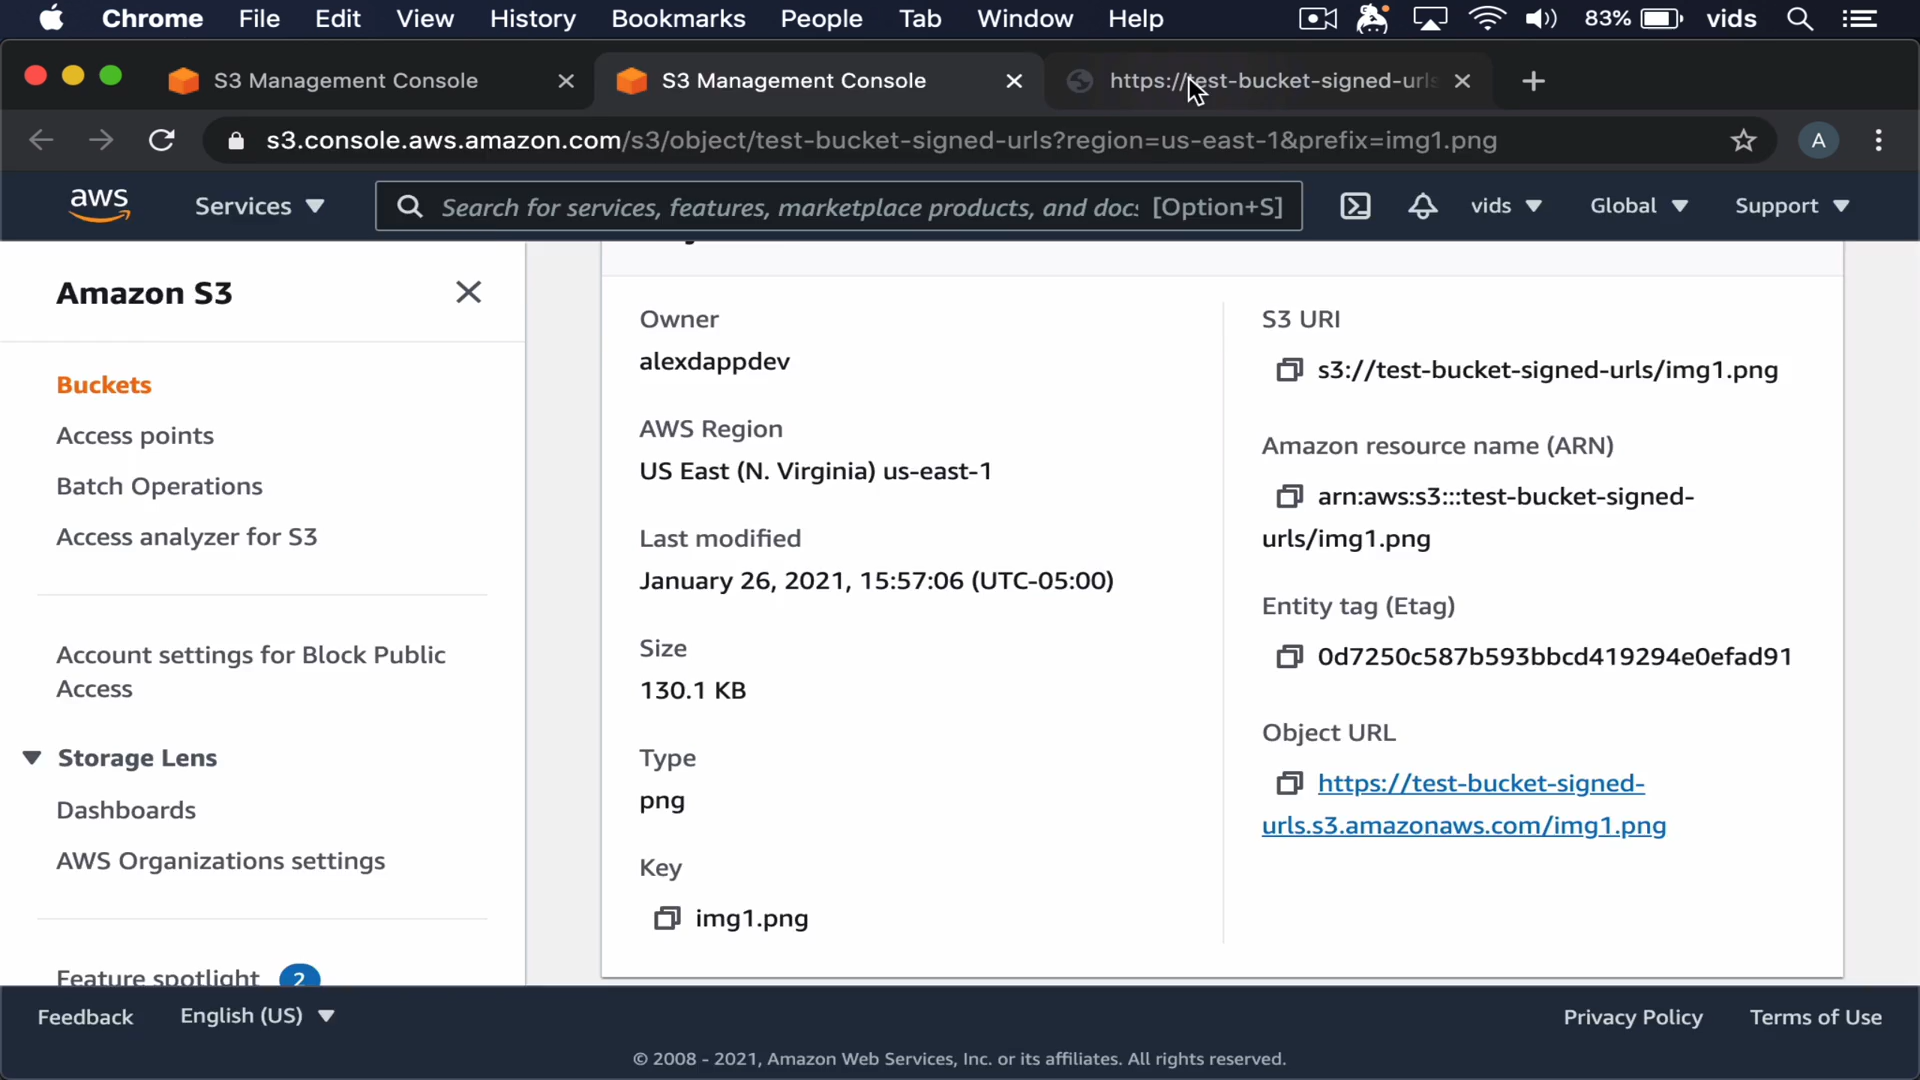 Chrome File Edit View History Bookmarks People Tab Window Help 83% vids
S3 Management Console S3 Management Console https://test-bucket-signed-urls
s3.console.aws.amazon.com/s3/object/test-bucket-signed-urls?region=us-east-1&prefix=img1.png A
aws Services Search for services, features, marketplace products, and docs [Option+S] vids Global Support
Amazon S3
Buckets
Access points
Batch Operations
Access analyzer for S3
Account settings for Block Public
Access
Storage Lens
Dashboards
AWS Organizations settings
Feature spotlight 2
Owner
alexdappdev
AWS Region
US East (N. Virginia) us-east-1
Last modified
January 26, 2021, 15:57:06 (UTC-05:00)
Size
130.1 KB
Type
png
Key
img1.png
S3 URI
s3://test-bucket-signed-urls/img1.png
Amazon resource name (ARN)
arn:aws:s3:::test-bucket-signed-
urls/img1.png
Entity tag (Etag)
0d7250c587b593bbcd419294e0efad91
Object URL
https://test-bucket-signed-
urls.s3.amazonaws.com/img1.png
Feedback English (US) Privacy Policy Terms of Use
© 2008 - 2021, Amazon Web Services, Inc. or its affiliates. All rights reserved.